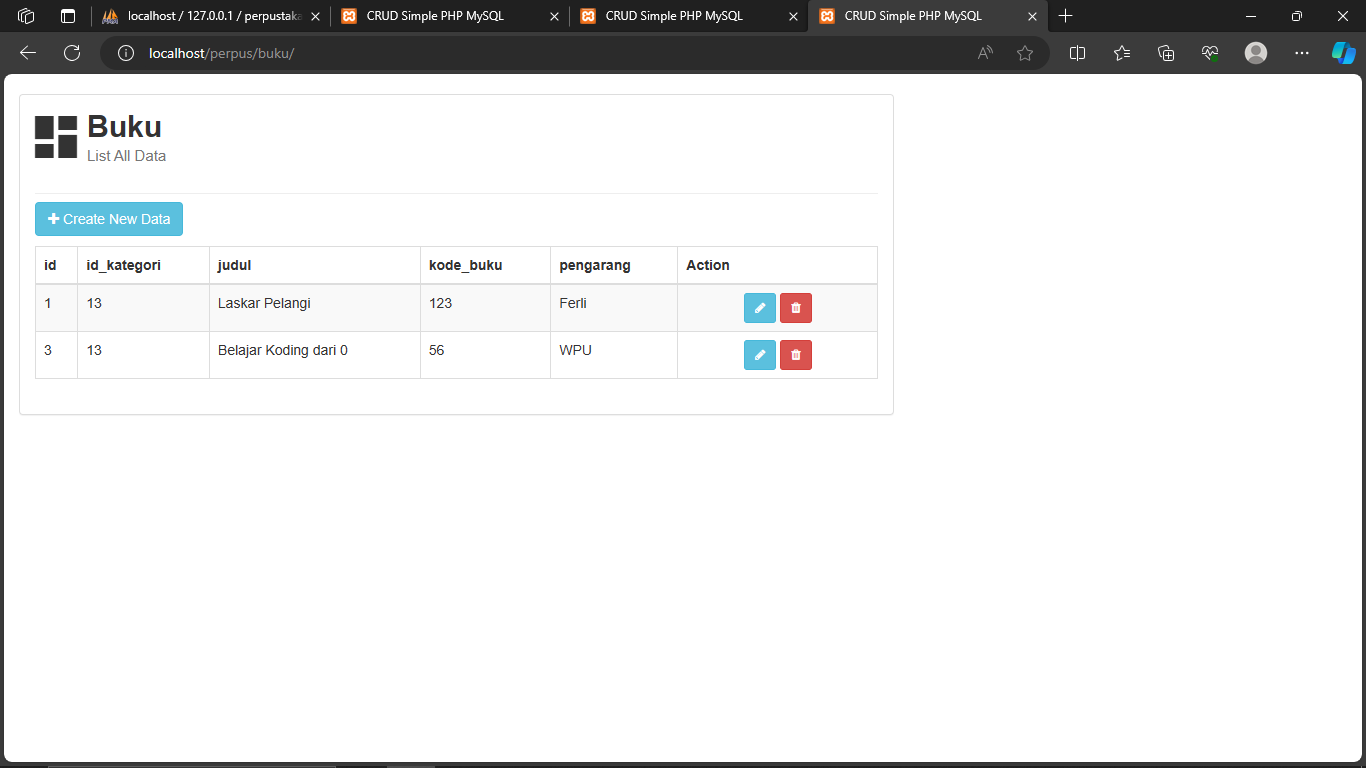 localhost / 127.0.0.1 / perpustaka
CRUD Simple PHP MySQL
CRUD Simple PHP MySQL
CRUD Simple PHP MySQL
localhost/perpus/buku/
Buku
List All Data
Create New Data
id id_kategori judul kode_buku pengarang Action
1 13 Laskar Pelangi 123 Ferli
3 13 Belajar Koding dari 0 56 WPU